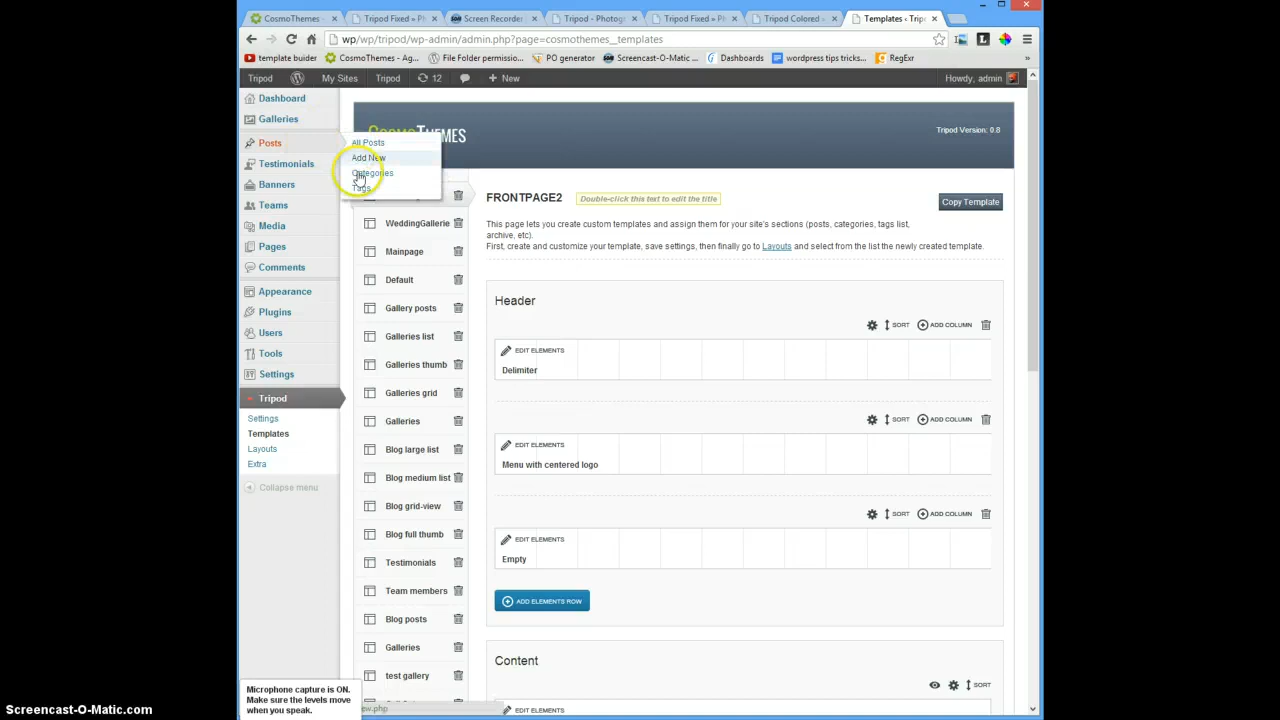 CosmoThemes -
Tripod Fixed » Ph
Screen Recorder
Tripod - Photogr
Tripod Fixed » Ph
Tripod Colored »
Templates ‹ Trip
wp/wp/tripod/wp-admin/admin.php?page=cosmothemes__templates
template buider
CosmoThemes - Ag...
File Folder permissio...
PO generator
Screencast-O-Matic ...
Dashboards
wordpress tips tricks...
RegExr
»
Tripod
My Sites
Tripod
12
+ New
Howdy, admin
Dashboard
Galleries
Posts
Testimonials
Banners
Teams
Media
Pages
Comments
Appearance
Plugins
Users
Tools
Settings
Tripod
Settings
Templates
Layouts
Extra
Collapse menu
All Posts
Add New
Categories
Tags
COSMOTHEMES
Tripod Version: 0.8
WeddingGallerie
Mainpage
Default
Gallery posts
Galleries list
Galleries thumb
Galleries grid
Galleries
Blog large list
Blog medium list
Blog grid-view
Blog full thumb
Testimonials
Team members
Blog posts
Galleries
test gallery
FRONTPAGE2
Double-click this text to edit the title
Copy Template
This page lets you create custom templates and assign them for your site's sections (posts, categories, tags list,
archive, etc).
First, create and customize your template, save settings, then finally go to Layouts and select from the list the newly created template.
Header
SORT
ADD COLUMN
EDIT ELEMENTS
Delimiter
SORT
ADD COLUMN
EDIT ELEMENTS
Menu with centered logo
SORT
ADD COLUMN
EDIT ELEMENTS
Empty
ADD ELEMENTS ROW
Content
SORT
EDIT ELEMENTS
Microphone capture is ON.
Make sure the levels move
when you speak.
Screencast-O-Matic.com